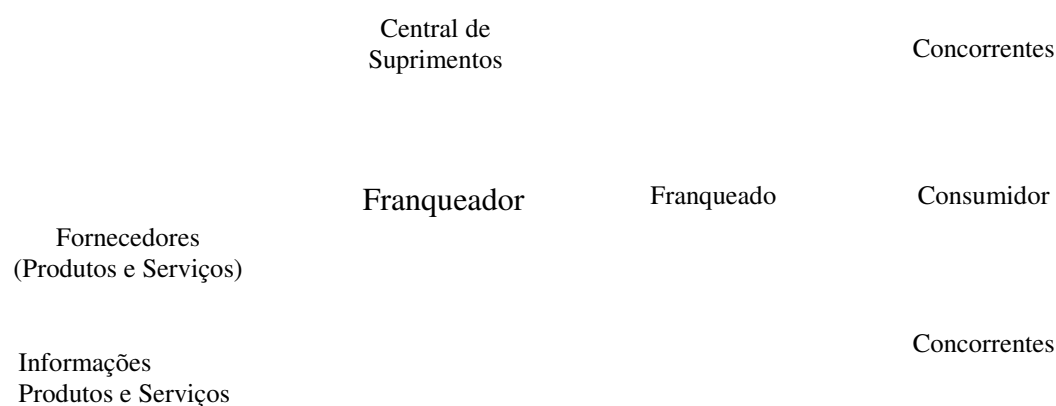 Central de
Suprimentos
Concorrentes
Franqueador
Franqueado
Consumidor
Fornecedores
(Produtos e Serviços)
Concorrentes
Informações
Produtos e Serviços